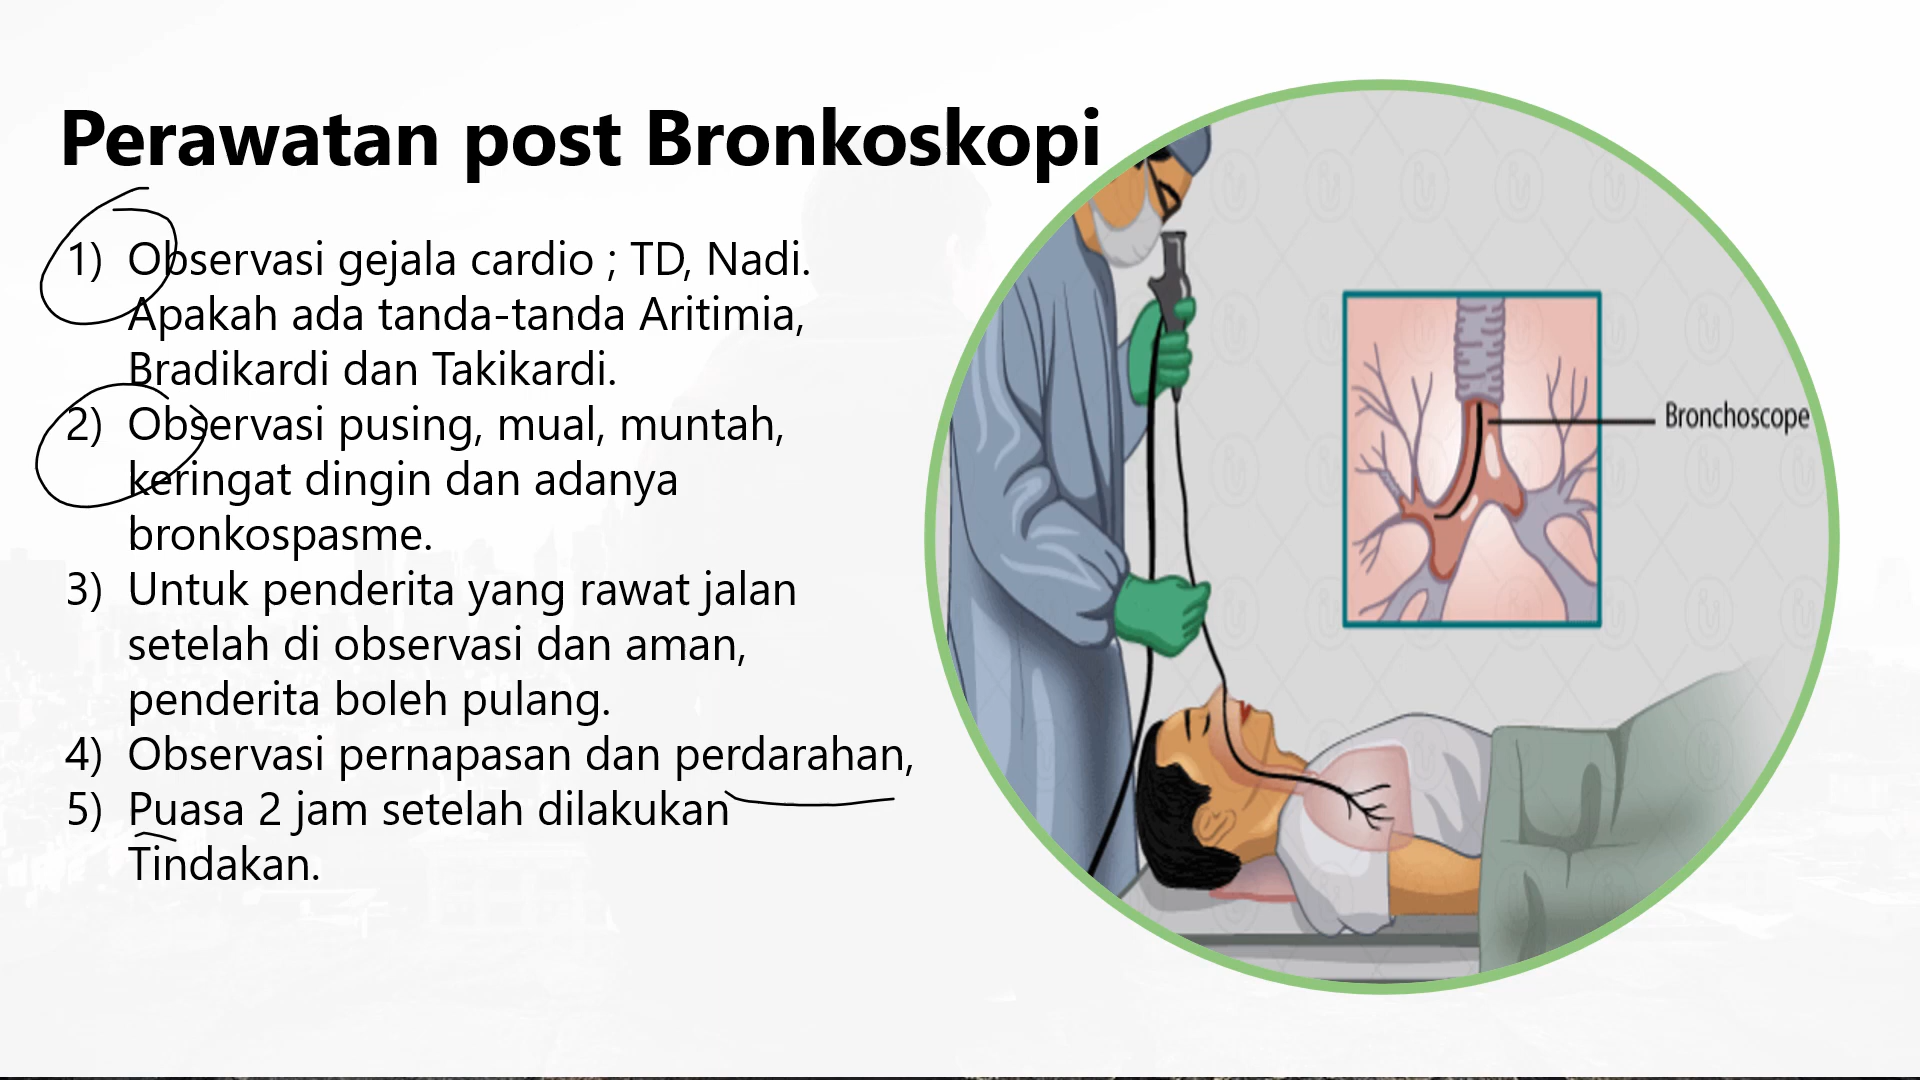 Perawatan post Bronkoskopi
1) Observasi gejala cardio ; TD, Nadi.
Apakah ada tanda-tanda Aritimia,
Bradikardi dan Takikardi.
2) Observasi pusing, mual, muntah,
keringat dingin dan adanya
bronkospasme.
3) Untuk penderita yang rawat jalan
setelah di observasi dan aman,
penderita boleh pulang.
4) Observasi pernapasan dan perdarahan,
5) Puasa 2 jam setelah dilakukan
Tindakan.
Bronchoscope